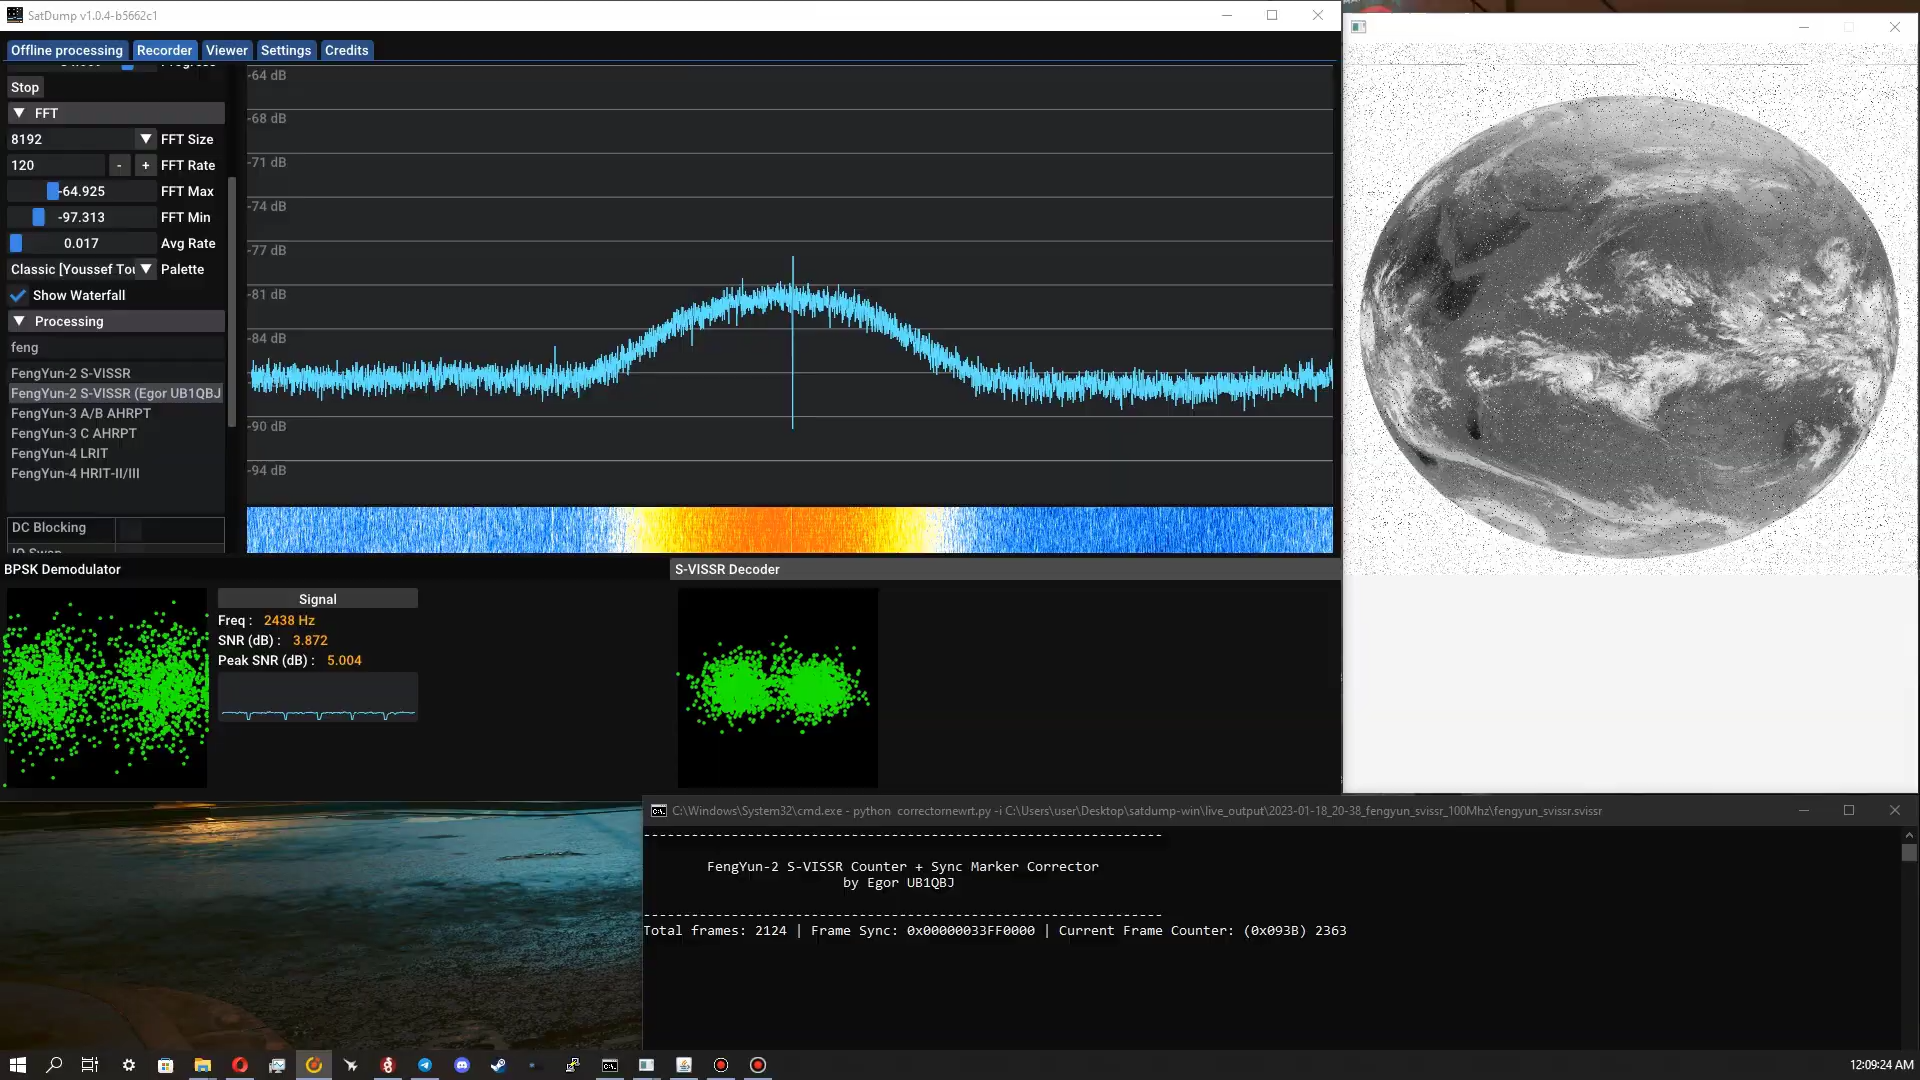 SatDump v1.0.4-b5662c1
Offline processing
Recorder
Viewer
Settings
Credits
Progress
Stop
FFT
8192
FFT Size
120
-
+
FFT Rate
-64.925
FFT Max
-97.313
FFT Min
0.017
Avg Rate
Classic [Youssef Tou
Palette
Show Waterfall
Processing
feng
FengYun-2 S-VISSR
FengYun-2 S-VISSR (Egor UB1QBJ
FengYun-3 A/B AHRPT
FengYun-3 C AHRPT
FengYun-4 LRIT
FengYun-4 HRIT-II/III
DC Blocking
IQ Swap
-64 dB
-68 dB
-71 dB
-74 dB
-77 dB
-81 dB
-84 dB
-90 dB
-94 dB
BPSK Demodulator
Signal
Freq : 2438 Hz
SNR (dB) : 3.872
Peak SNR (dB) : 5.004
S-VISSR Decoder
C:\Windows\System32\cmd.exe - python  correctornewrt.py -i C:\Users\user\Desktop\satdump-win\live_output\2023-01-18_20-38_fengyun_svissr_100Mhz\fengyun_svissr.svissr
-----------------------------------------------------------------
FengYun-2 S-VISSR Counter + Sync Marker Corrector
by Egor UB1QBJ
-----------------------------------------------------------------
Total frames: 2124 | Frame Sync: 0x00000033FF0000 | Current Frame Counter: (0x093B) 2363
12:09:24 AM